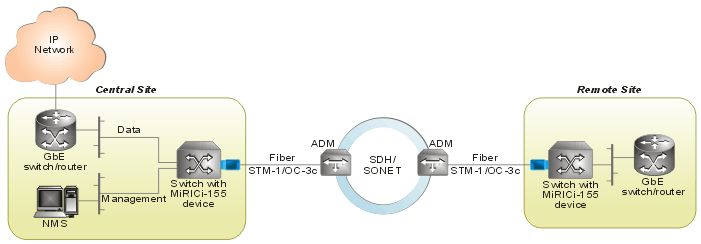 IP
Network
Central Site
Remote Site
GbE
switch/router
Data
Switch with
MiRICi-155
device
Management
NMS
Fiber
STM-1/OC-3c
ADM
SDH/
SONET
ADM
Fiber
STM-1/OC-3c
Switch with
MiRICi-155
device
GbE
switch/router